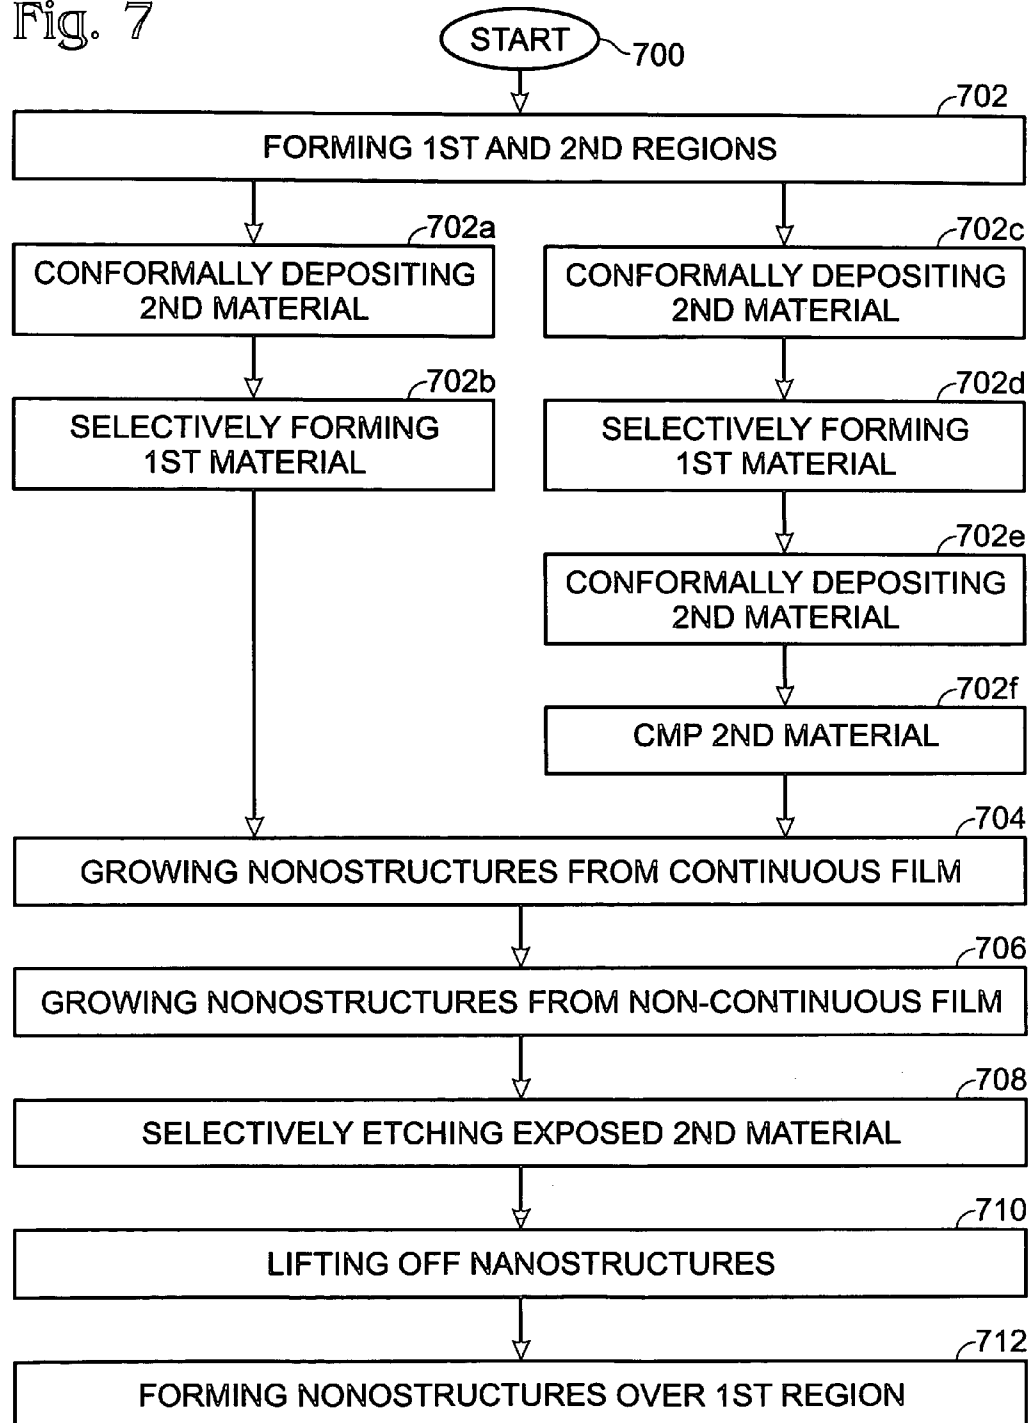 Fig. 7
START
700
702
FORMING 1ST AND 2ND REGIONS
702a
CONFORMALLY DEPOSITING
2ND MATERIAL
702b
SELECTIVELY FORMING
1ST MATERIAL
702c
CONFORMALLY DEPOSITING
2ND MATERIAL
702d
SELECTIVELY FORMING
1ST MATERIAL
702e
CONFORMALLY DEPOSITING
2ND MATERIAL
702f
CMP 2ND MATERIAL
704
GROWING NONOSTRUCTURES FROM CONTINUOUS FILM
706
GROWING NONOSTRUCTURES FROM NON-CONTINUOUS FILM
708
SELECTIVELY ETCHING EXPOSED 2ND MATERIAL
710
LIFTING OFF NANOSTRUCTURES
712
FORMING NONOSTRUCTURES OVER 1ST REGION